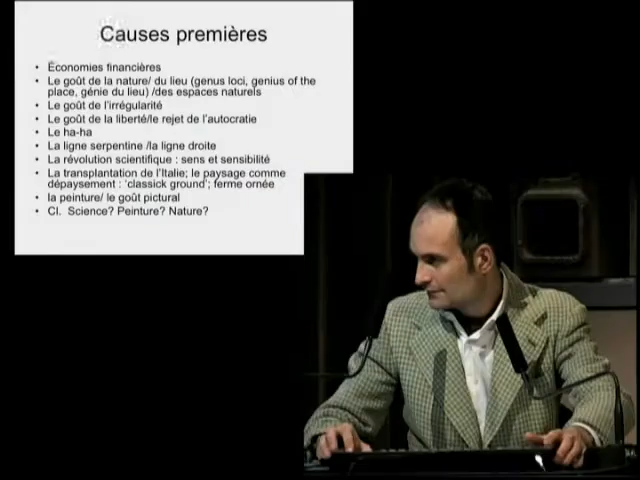 Causes premières
• Économies financières
• Le goût de la nature/ du lieu (genus loci, genius of the
place, génie du lieu) /des espaces naturels
• Le goût de l'irrégularité
• Le goût de la liberté/le rejet de l'autocratie
• Le ha-ha
• La ligne serpentine /la ligne droite
• La révolution scientifique : sens et sensibilité
• La transplantation de l'Italie; le paysage comme
dépaysement : 'classick ground'; ferme ornée
• la peinture/ le goût pictural
• Cl. Science? Peinture? Nature?